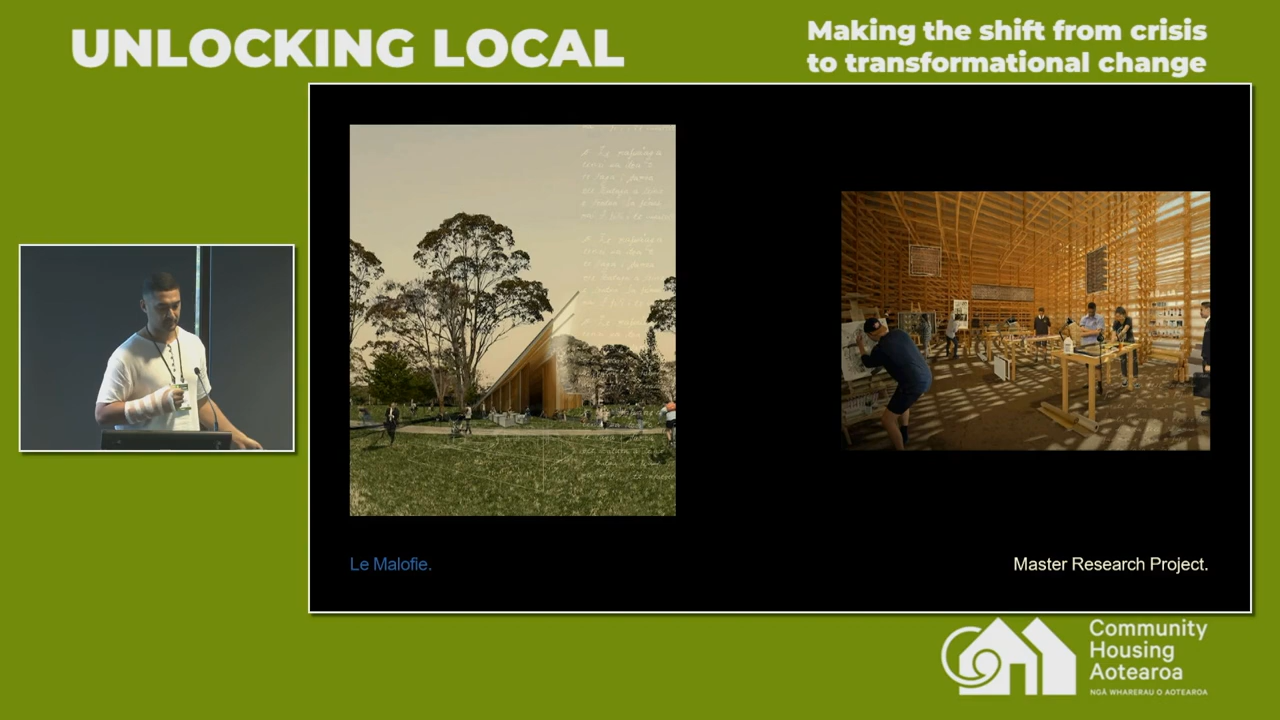 UNLOCKING LOCAL
Making the shift from crisis
to transformational change
Le Malofie.
Master Research Project.
Community
Housing
Aotearoa
NGĀ WHARERAU O AOTEAROA